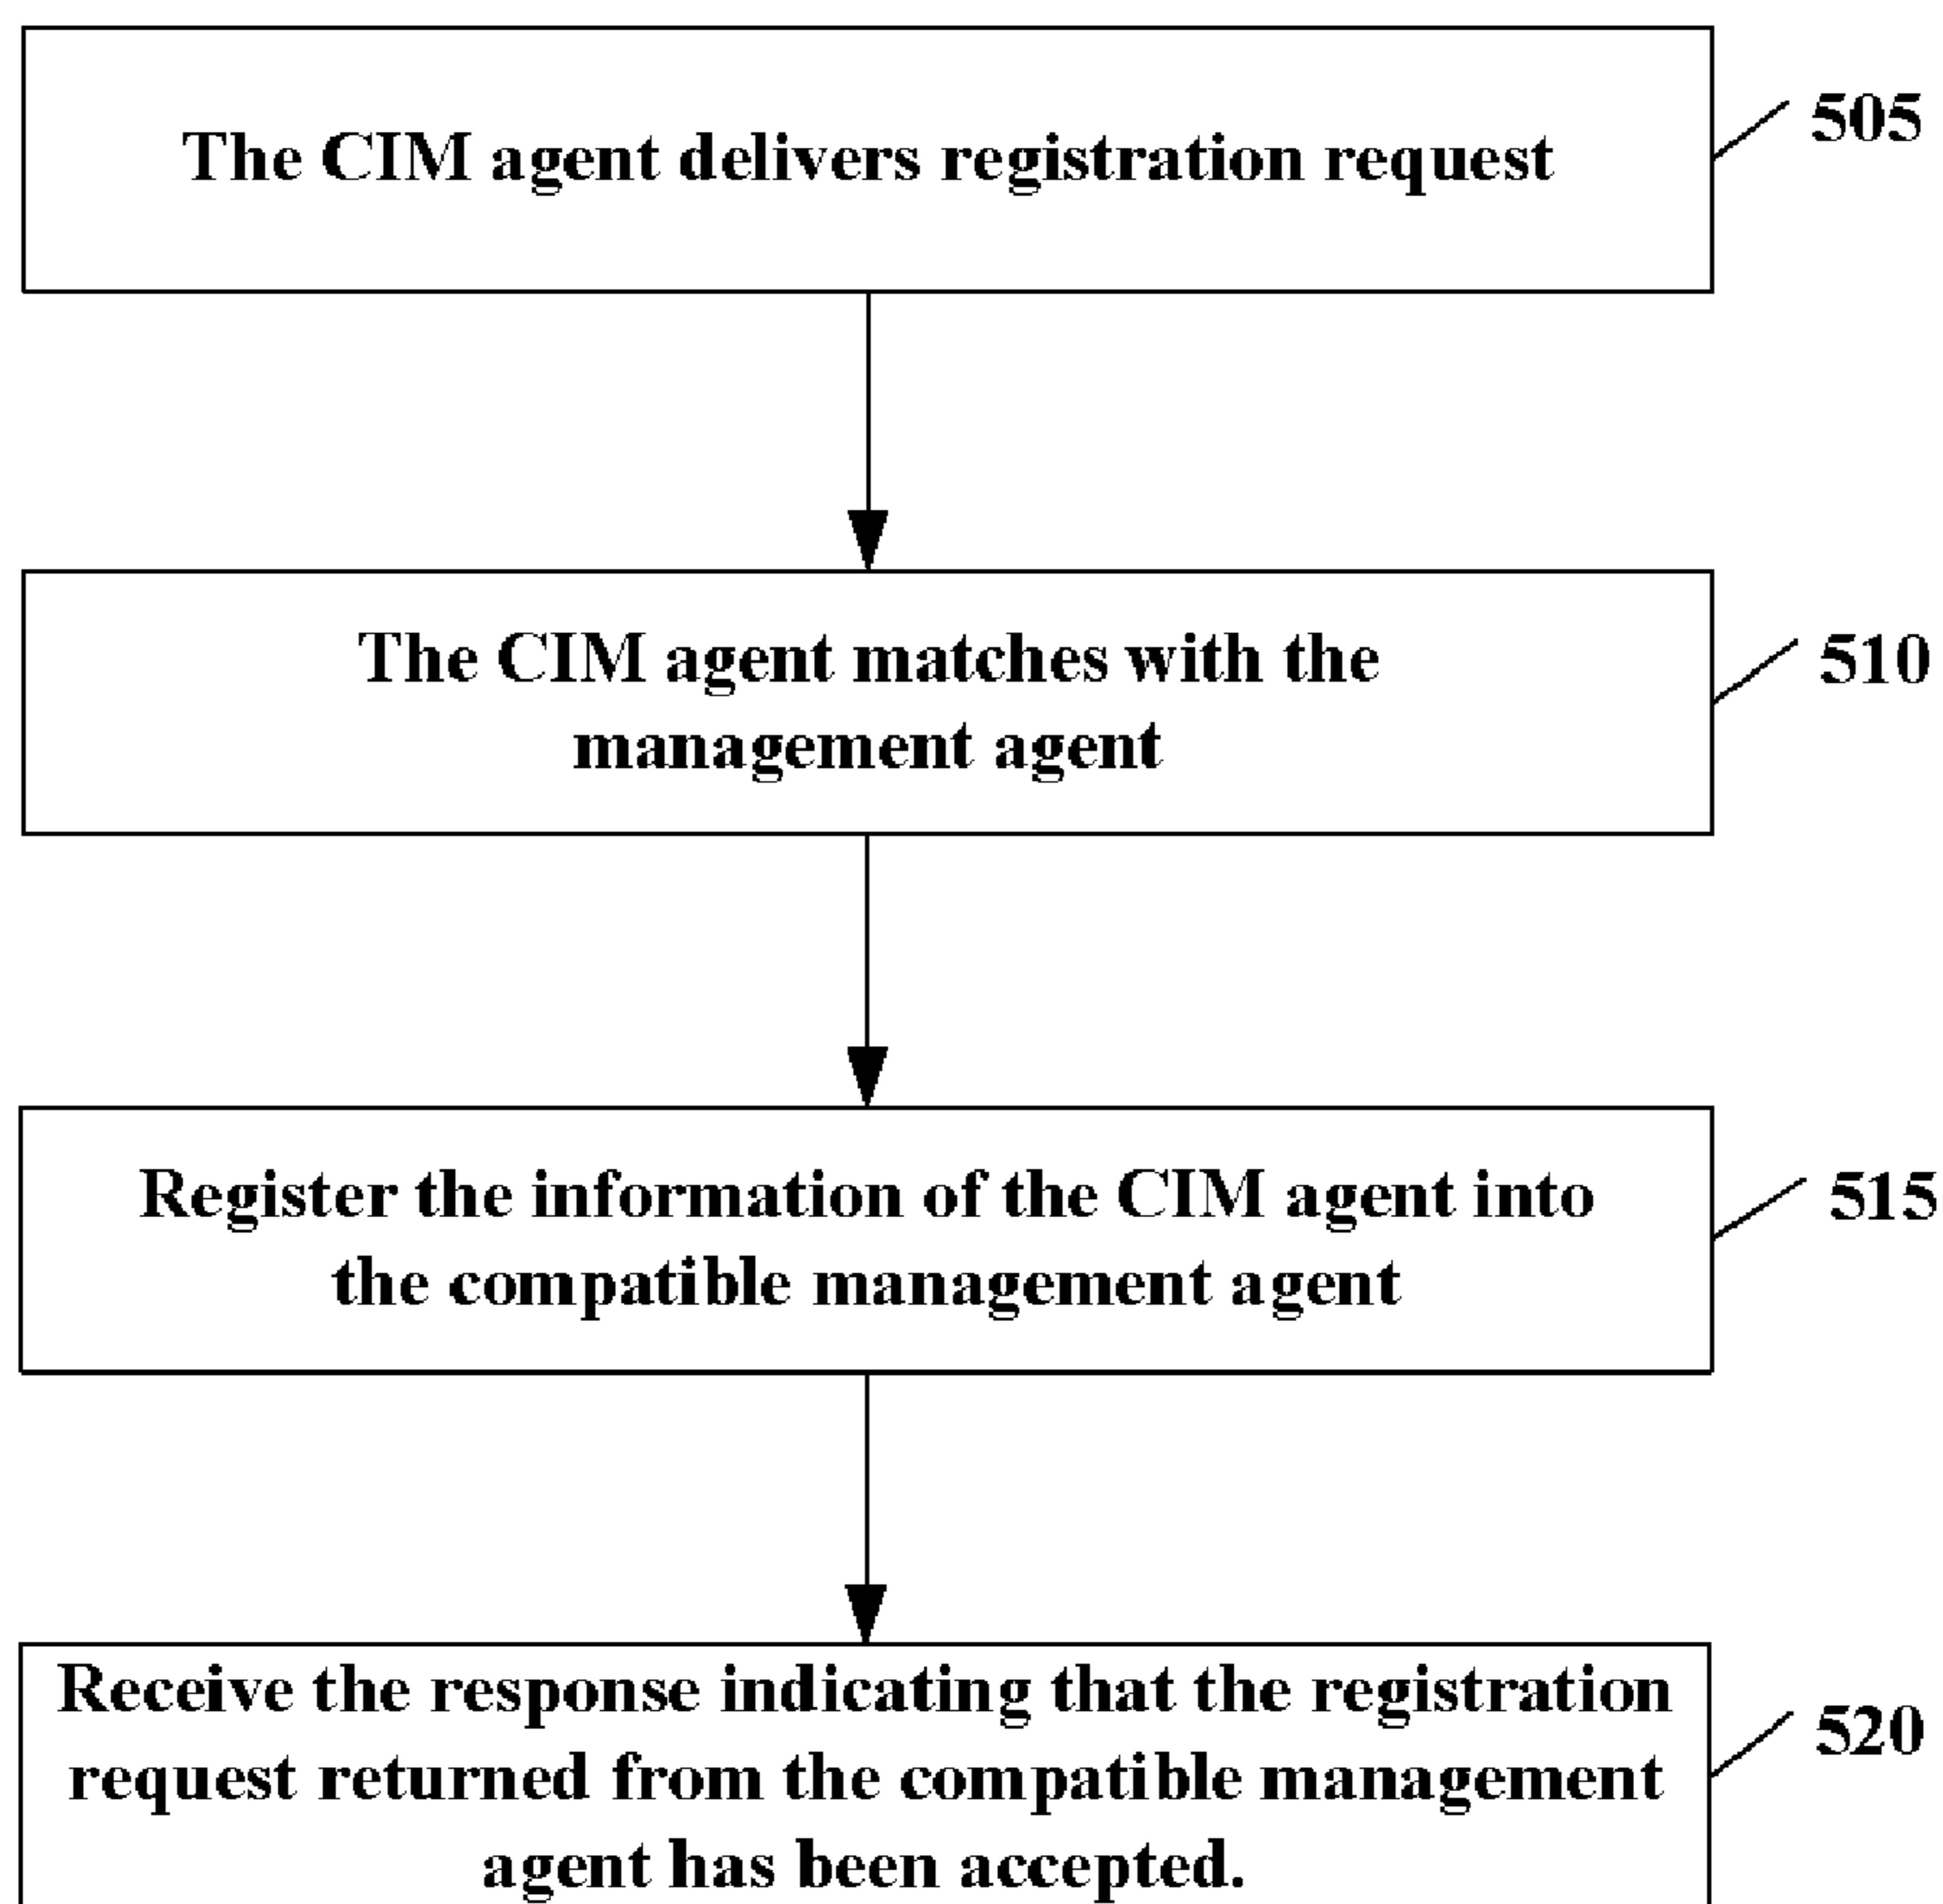 The CIM agent delivers registration request
505
The CIM agent matches with the
management agent
510
Register the information of the CIM agent into
the compatible management agent
515
Receive the response indicating that the registration
request returned from the compatible management
agent has been accepted.
520